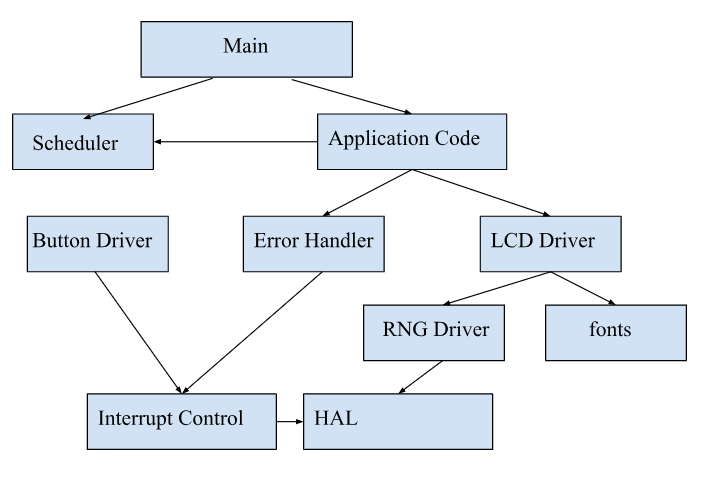 Main
Scheduler
Application Code
Button Driver
Error Handler
LCD Driver
RNG Driver
fonts
Interrupt Control
HAL